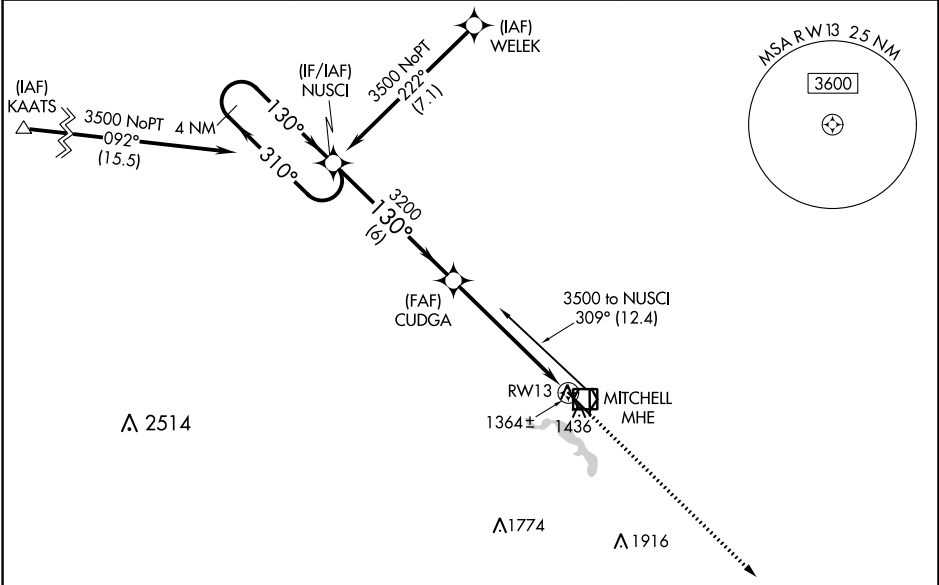 (IAF)
WELEK
3500 NoPT
222°
(7.1)
(IF/IAF)
NUSCI
(IAF)
KAATS
3500 NoPT
092°
(15.5)
4 NM
130°
310°
MSA RW13 25 NM
3600
3200
130°
(6)
(FAF)
CUDGA
3500 to NUSCI
309° (12.4)
RW13
MITCHELL
MHE
1364±
1436
2514
1774
1916